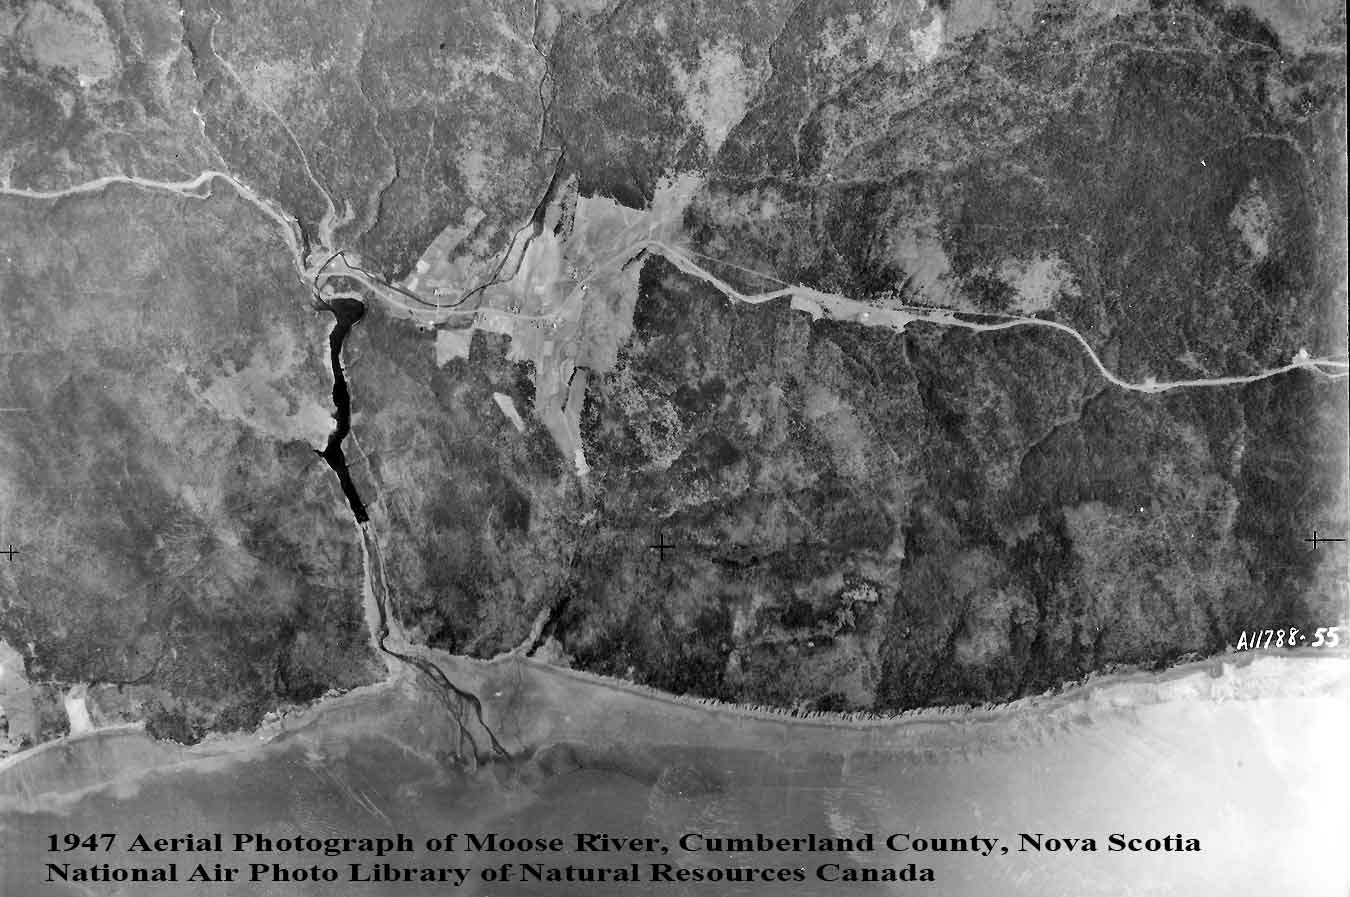 A11788-55
1947 Aerial Photograph of Moose River, Cumberland County, Nova Scotia
National Air Photo Library of Natural Resources Canada